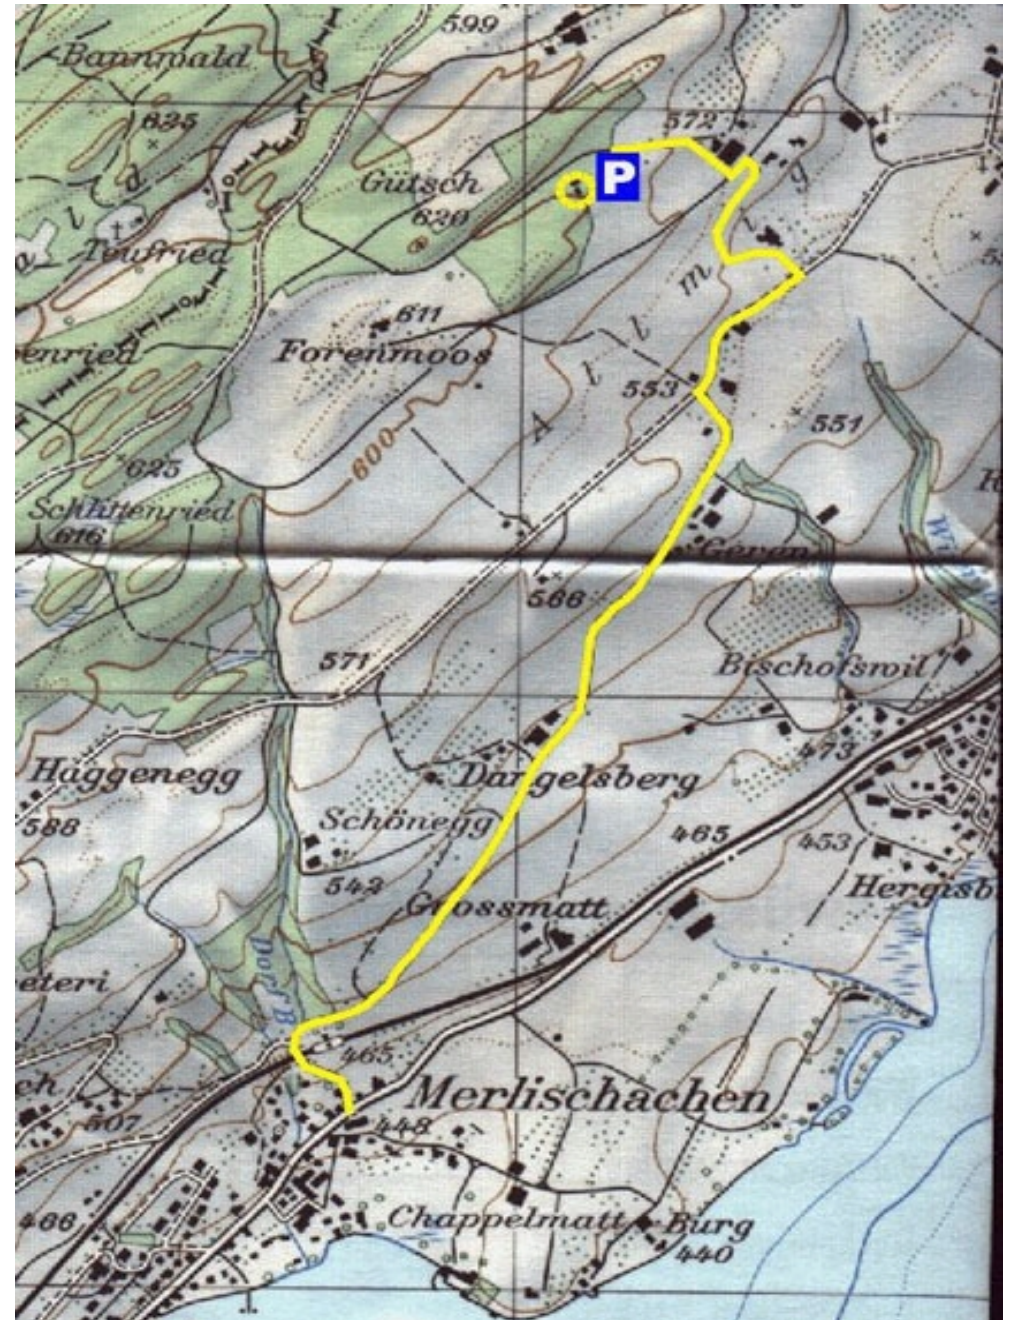 599
Bannwald
625
572
P
Gütsch
620
Teufried
611
Forenmoos
A l l m
g
553
551
600
625
Schlittenried
616
Geren
566
571
Bischofswil
Haggenegg
588
Dangelsberg
473
Schönegg
465
453
542
Grossmatt
Hergisb
eteri
Dorf B
465
ch
Merlischachen
507
448
466
Chappelmatt
Burg
440